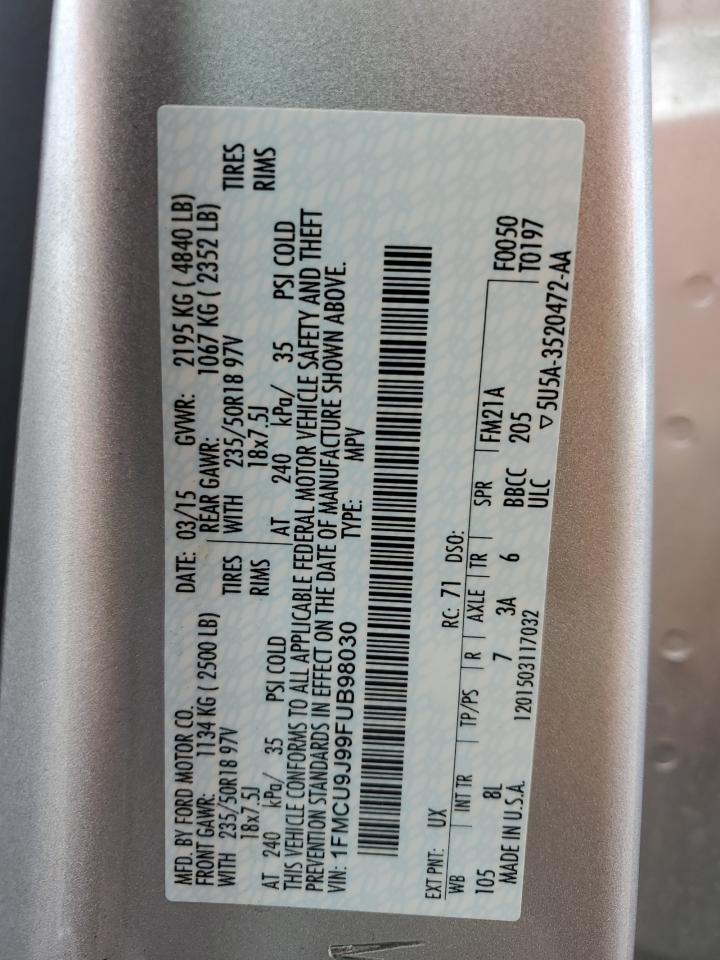 MFD. BY FORD MOTOR CO. DATE: 03/15 GVWR: 2195 KG ( 4840 LB)
FRONT GAWR: 1134 KG ( 2500 LB) REAR GAWR: 1067 KG ( 2352 LB)
WITH 235/50R18 97V TIRES WITH 235/50R18 97V TIRES
18x7.5J RIMS 18x7.5J RIMS
AT 240 kPa/ 35 PSI COLD AT 240 kPa/ 35 PSI COLD
THIS VEHICLE CONFORMS TO ALL APPLICABLE FEDERAL MOTOR VEHICLE SAFETY AND THEFT
PREVENTION STANDARDS IN EFFECT ON THE DATE OF MANUFACTURE SHOWN ABOVE.
VIN: 1FMCU9J99FUB98030 TYPE: MPV
EXT PNT: UX RC: 71 DSO:
WB INT TR TP/PS R AXLE TR SPR FM21A F0050
105 8L 7 3A 6 BBCC 205 T0197
MADE IN U.S.A. 1201503117032 ULC ▽5U5A-3520472-AA